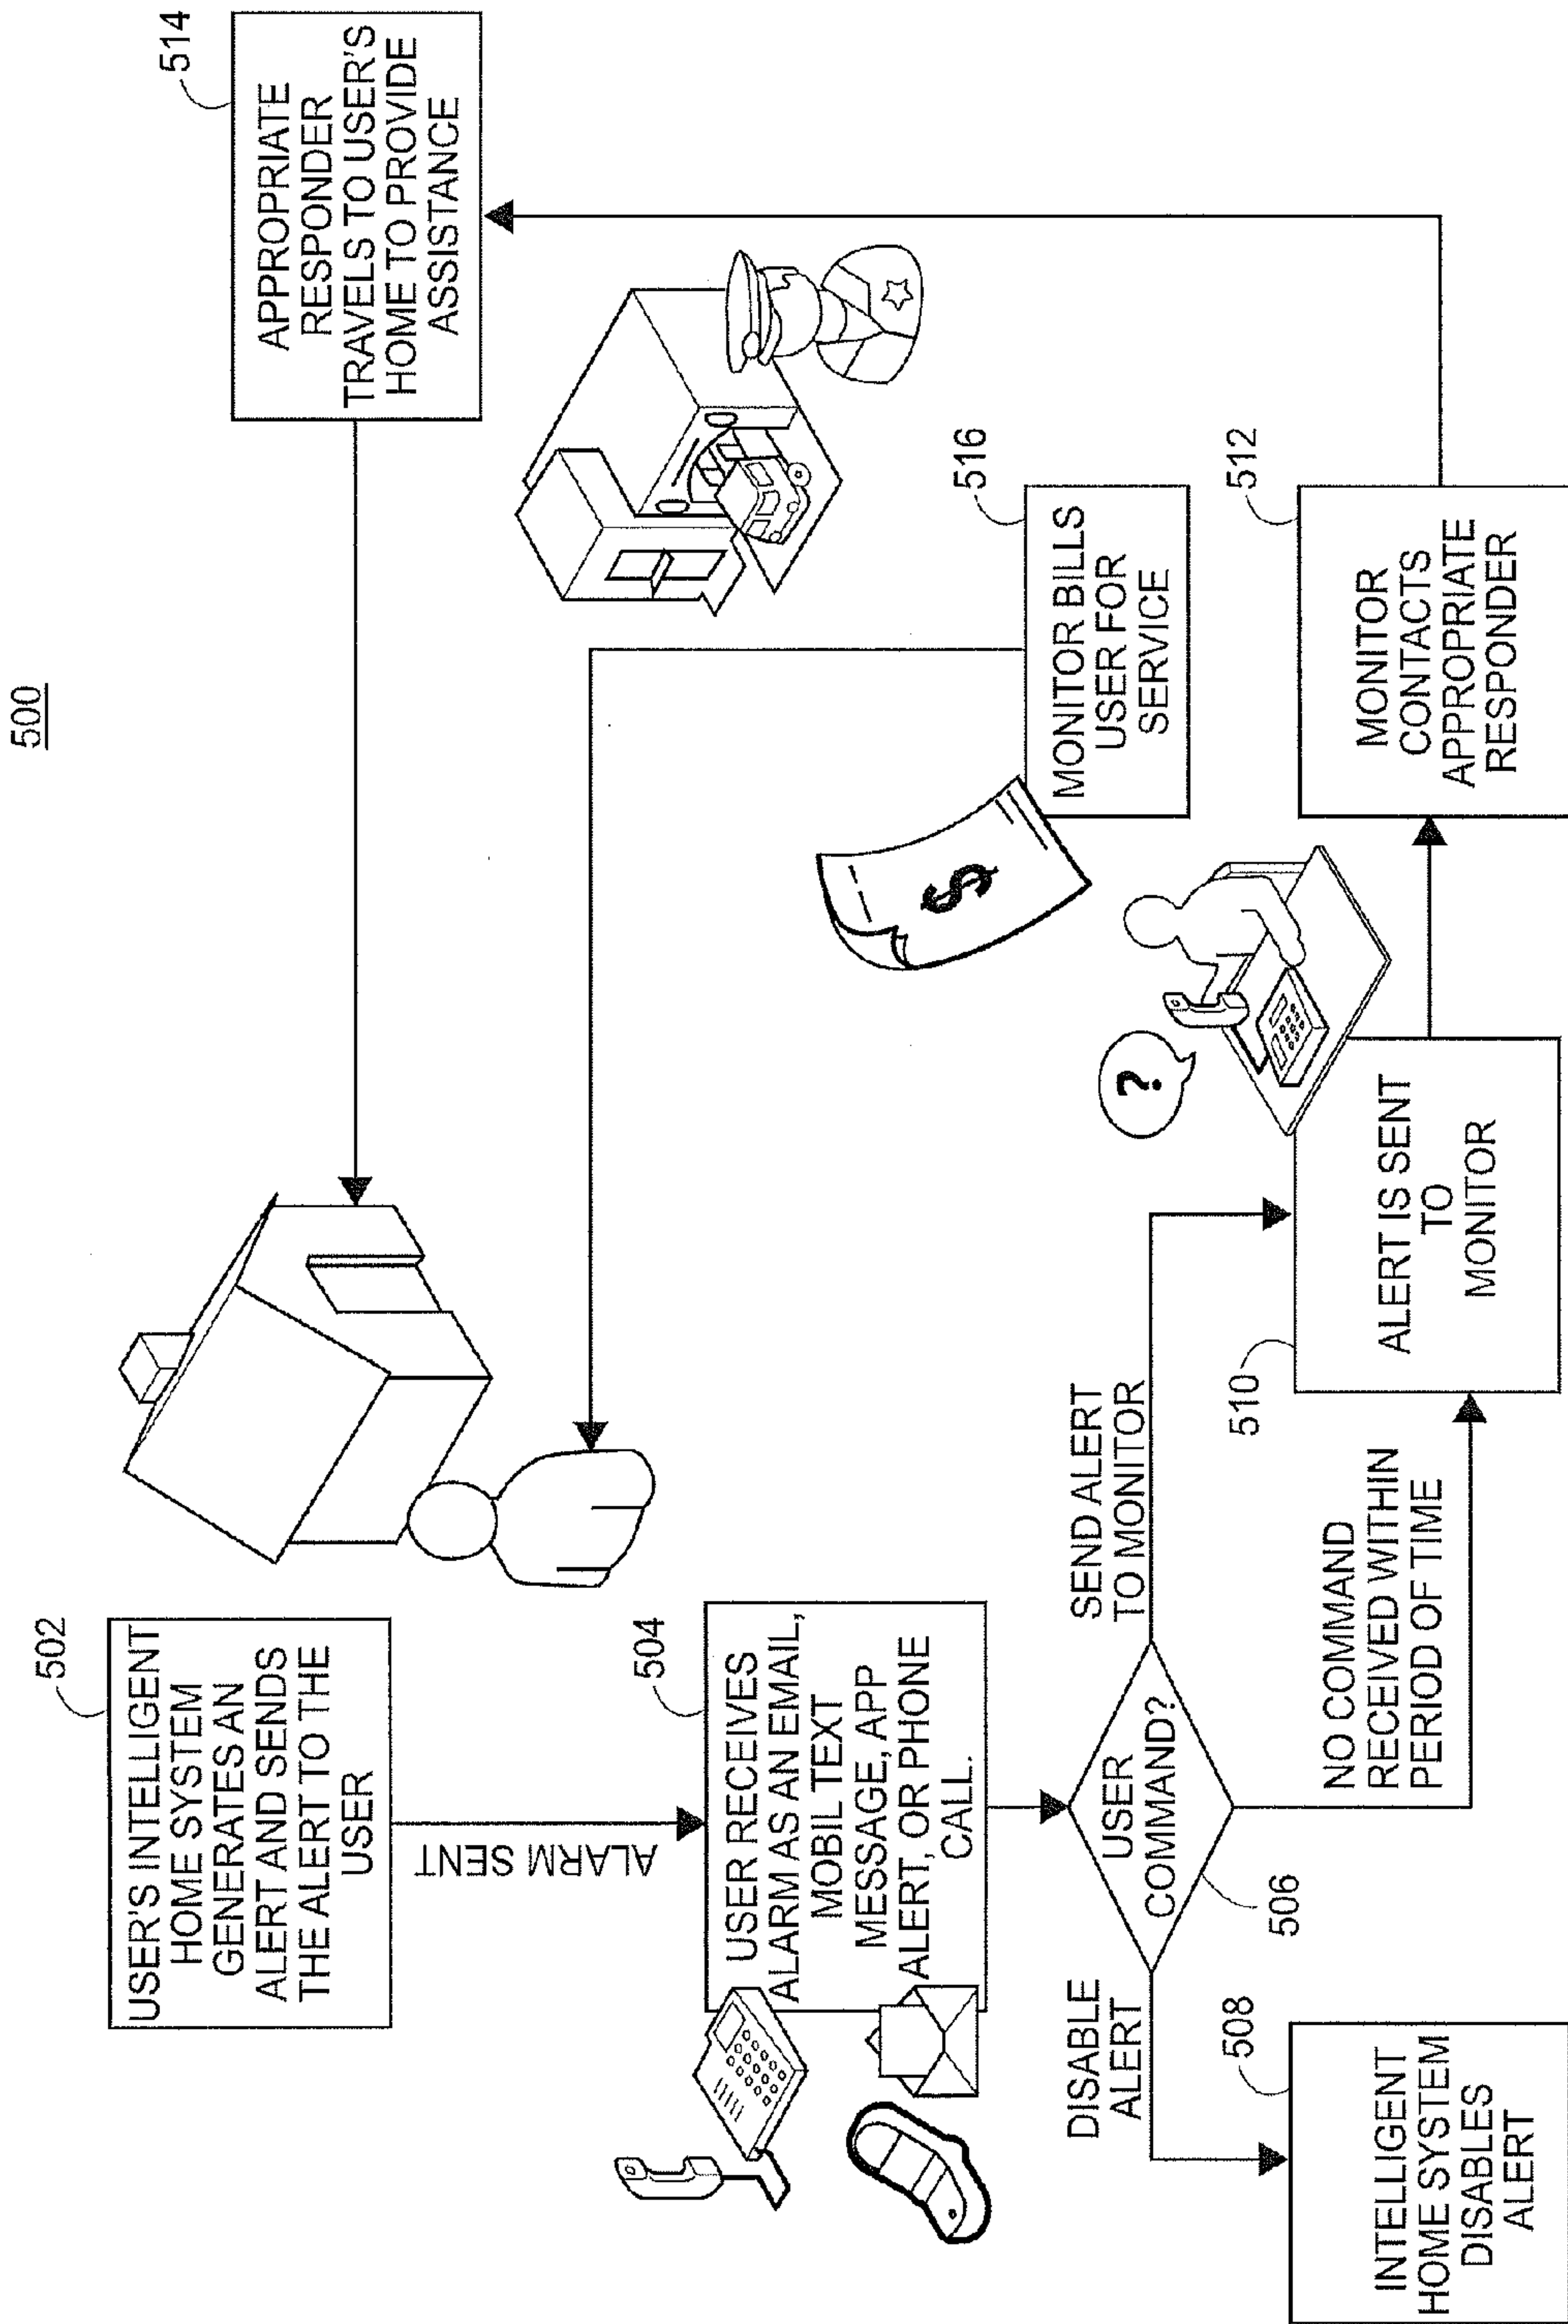 500
502
USER'S INTELLIGENT
HOME SYSTEM
GENERATES AN
ALERT AND SENDS
THE ALERT TO THE
USER
ALARM SENT
504
USER RECEIVES
ALARM AS AN EMAIL,
MOBIL TEXT
MESSAGE, APP
ALERT, OR PHONE
CALL.
USER
COMMAND?
506
DISABLE
ALERT
508
INTELLIGENT
HOME SYSTEM
DISABLES
ALERT
SEND ALERT
TO MONITOR
NO COMMAND
RECEIVED WITHIN
PERIOD OF TIME
510
ALERT IS SENT
TO
MONITOR
?
512
MONITOR
CONTACTS
APPROPRIATE
RESPONDER
514
APPROPRIATE
RESPONDER
TRAVELS TO USER'S
HOME TO PROVIDE
ASSISTANCE
516
MONITOR BILLS
USER FOR
SERVICE
$